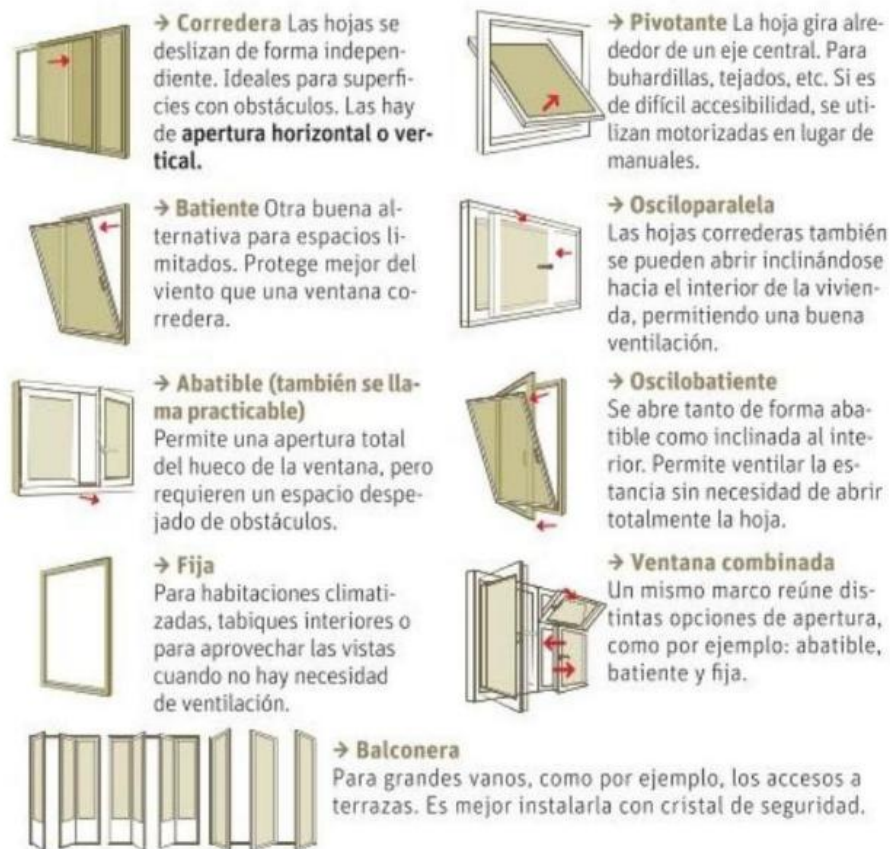 → Corredera Las hojas se
deslizan de forma indepen-
diente. Ideales para superfi-
cies con obstáculos. Las hay
de apertura horizontal o ver-
tical.
→ Batiente Otra buena al-
ternativa para espacios li-
mitados. Protege mejor del
viento que una ventana co-
rredera.
→ Abatible (también se lla-
ma practicable)
Permite una apertura total
del hueco de la ventana, pero
requieren un espacio despe-
jado de obstáculos.
→ Fija
Para habitaciones climati-
zadas, tabiques interiores o
para aprovechar las vistas
cuando no hay necesidad
de ventilación.
→ Pivotante La hoja gira alre-
dedor de un eje central. Para
buhardillas, tejados, etc. Si es
de difícil accesibilidad, se uti-
lizan motorizadas en lugar de
manuales.
→ Osciloparalela
Las hojas correderas también
se pueden abrir inclinándose
hacia el interior de la vivien-
da, permitiendo una buena
ventilación.
→ Oscilobatiente
Se abre tanto de forma aba-
tible como inclinada al inte-
rior. Permite ventilar la es-
tancia sin necesidad de abrir
totalmente la hoja.
→ Ventana combinada
Un mismo marco reúne dis-
tintas opciones de apertura,
como por ejemplo: abatible,
batiente y fija.
→ Balconera
Para grandes vanos, como por ejemplo, los accesos a
terrazas. Es mejor instalarla con cristal de seguridad.